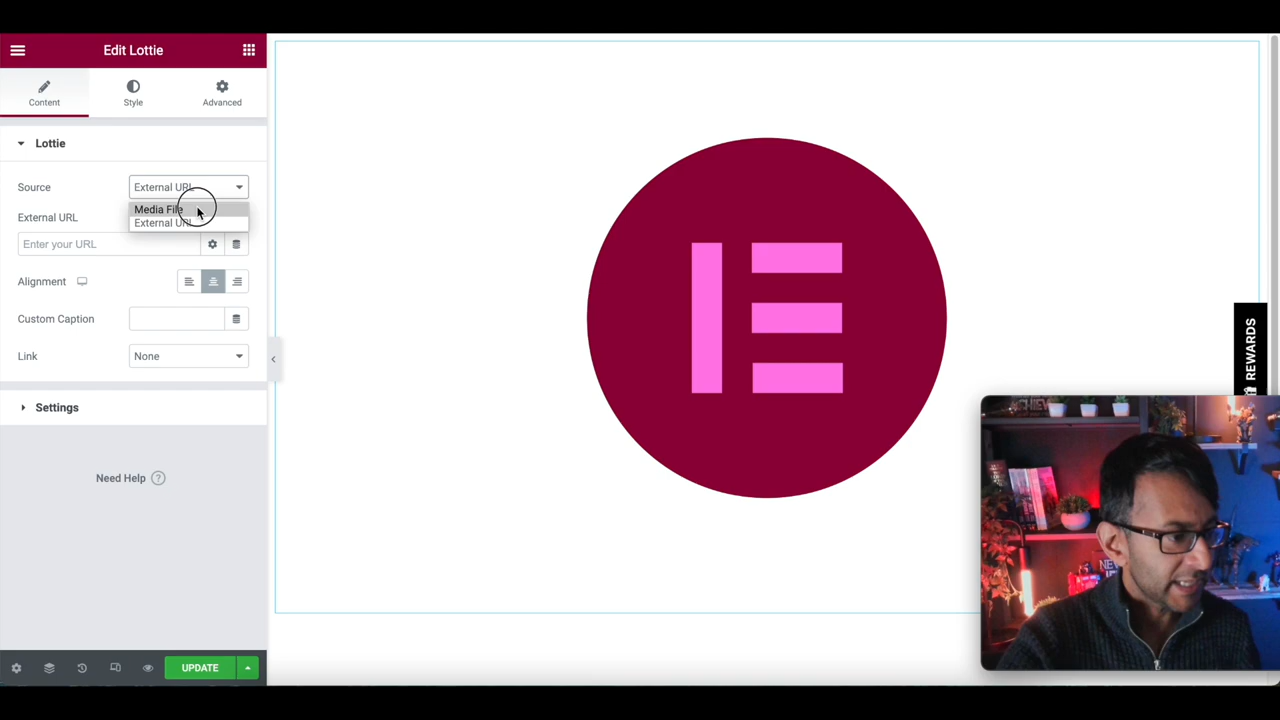 Edit Lottie
Content
Style
Advanced
Lottie
Source
External URL
Media File
External URL
External URL
Enter your URL
Alignment
Custom Caption
Link
None
Settings
Need Help
?
UPDATE
REWARDS